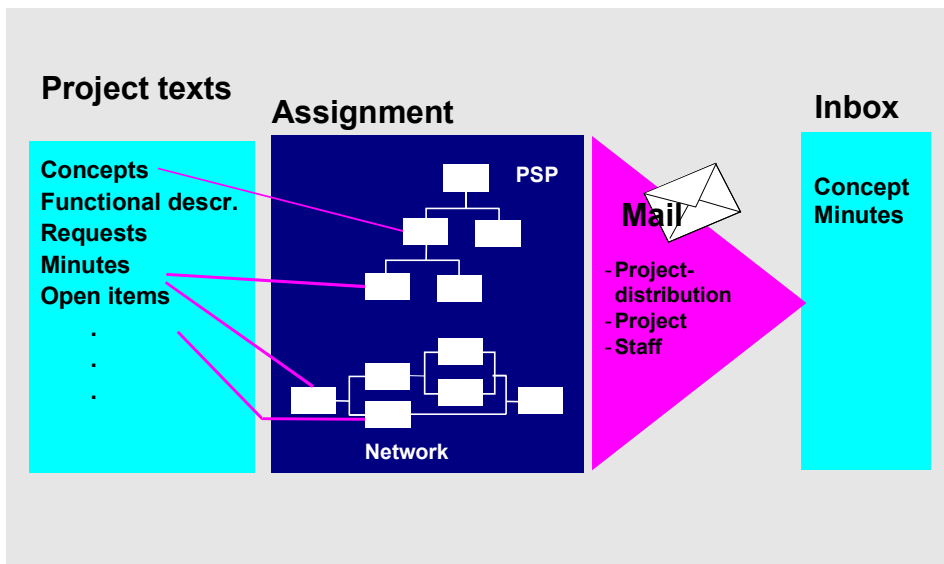 Project texts
Concepts
Functional descr.
Requests
Minutes
Open items
.
.
.
Assignment
PSP
Network
Mail
-Project-
distribution
-Project
-Staff
Inbox
Concept
Minutes